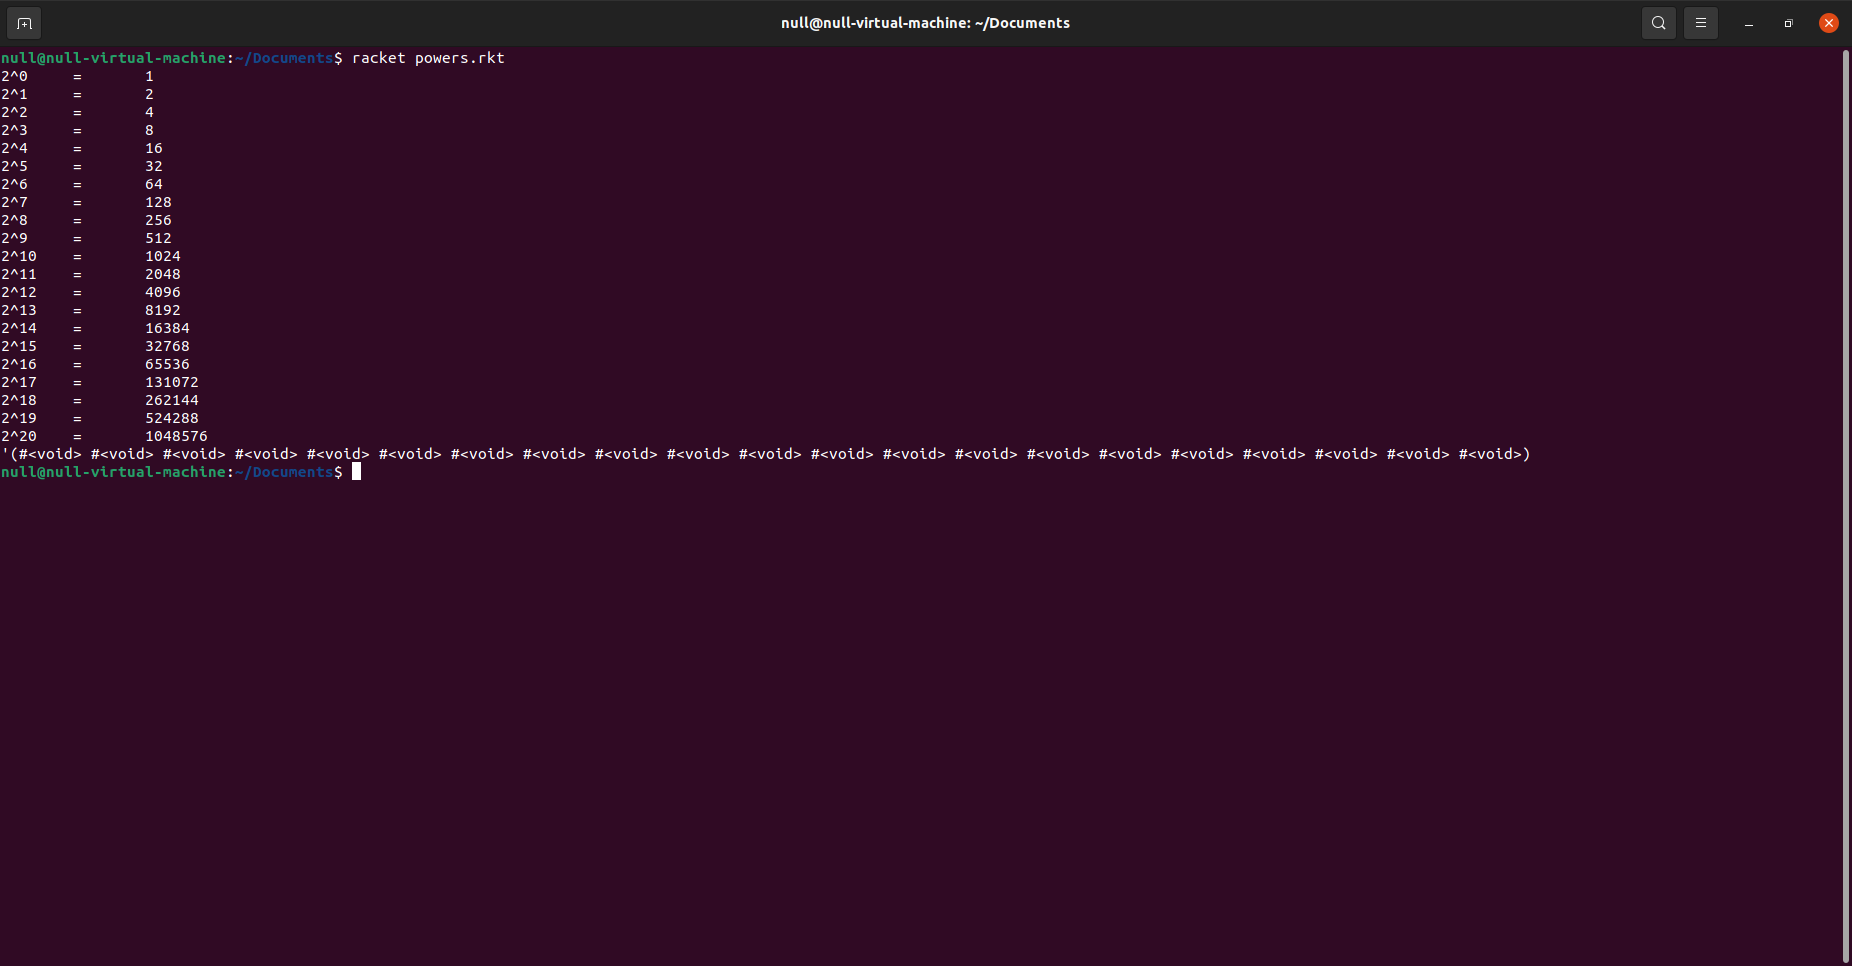 null@null-virtual-machine: ~/Documents
null@null-virtual-machine:~/Documents$ racket powers.rkt
2^0 = 1
2^1 = 2
2^2 = 4
2^3 = 8
2^4 = 16
2^5 = 32
2^6 = 64
2^7 = 128
2^8 = 256
2^9 = 512
2^10 = 1024
2^11 = 2048
2^12 = 4096
2^13 = 8192
2^14 = 16384
2^15 = 32768
2^16 = 65536
2^17 = 131072
2^18 = 262144
2^19 = 524288
2^20 = 1048576
'(#<void> #<void> #<void> #<void> #<void> #<void> #<void> #<void> #<void> #<void> #<void> #<void> #<void> #<void> #<void> #<void> #<void> #<void> #<void> #<void> #<void>)
null@null-virtual-machine:~/Documents$